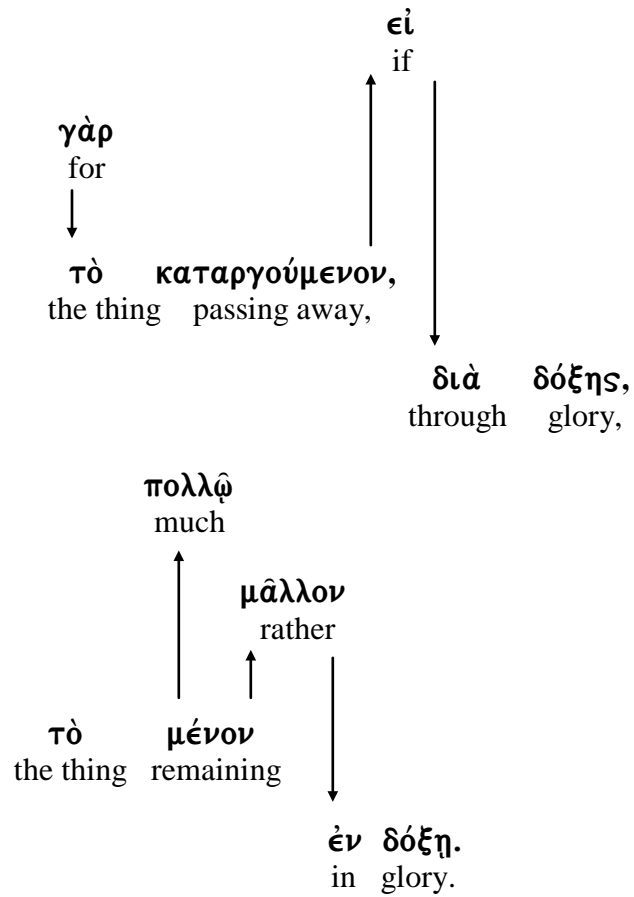 εἰ
if
γὰρ
for
τὸ καταργούμενον,
the thing passing away,
διὰ δόξης,
through glory,
πολλῷ
much
μᾶλλον
rather
τὸ μένον
the thing remaining
ἐν δόξῃ.
in glory.